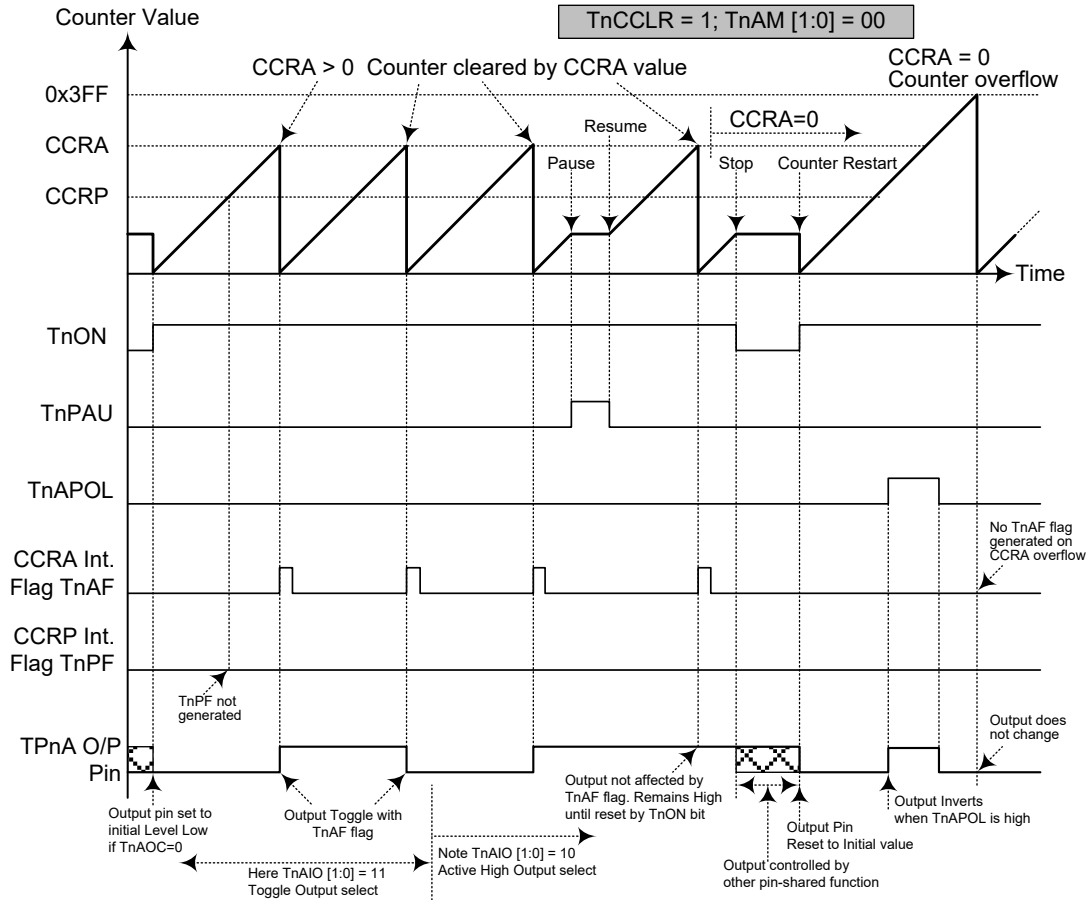 Counter Value
TnCCLR = 1; TnAM [1:0] = 00
CCRA > 0
Counter cleared by CCRA value
CCRA = 0
Counter overflow
0x3FF
CCRA
CCRP
Resume
CCRA=0
Pause
Stop
Counter Restart
Time
TnON
TnPAU
TnAPOL
No TnAF flag
generated on
CCRA overflow
CCRA Int.
Flag TnAF
CCRP Int.
Flag TnPF
TnPF not
generated
TPnA O/P
Pin
Output does
not change
Output pin set to
initial Level Low
if TnAOC=0
Output Toggle with
TnAF flag
Output not affected by
TnAF flag. Remains High
until reset by TnON bit
Output Inverts
when TnAPOL is high
Output Pin
Reset to Initial value
Here TnAIO [1:0] = 11
Toggle Output select
Note TnAIO [1:0] = 10
Active High Output select
Output controlled by
other pin-shared function